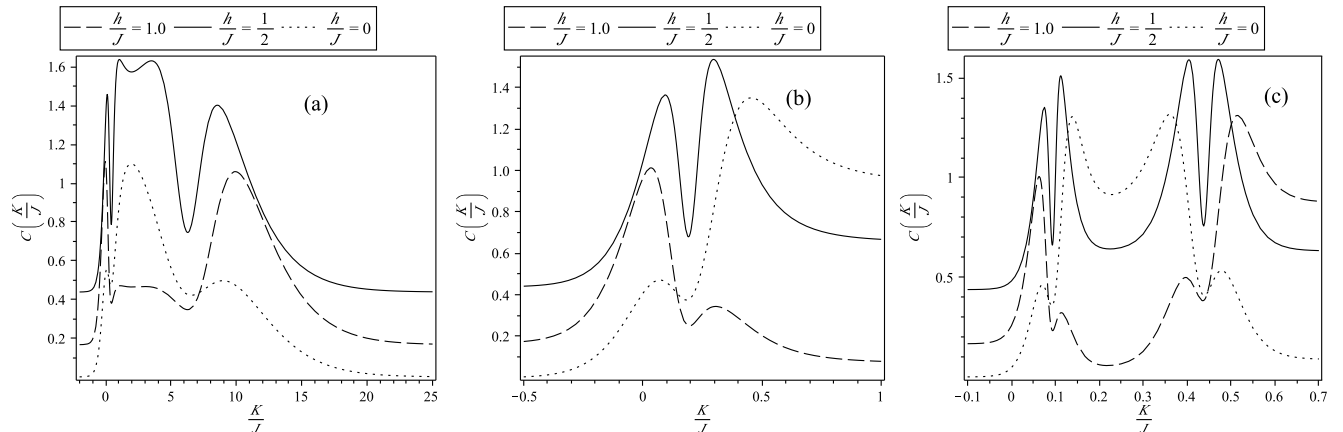 h/J = 1.0 h/J = 1/2 h/J = 0
(a)
C(K/J)
1.6
1.4
1.2
1
0.8
0.6
0.4
0.2
0 5 10 15 20 25
K/J
h/J = 1.0 h/J = 1/2 h/J = 0
(b)
C(K/J)
1.4
1.2
1.0
0.8
0.6
0.4
0.2
−0.5 0 0.5 1
K/J
h/J = 1.0 h/J = 1/2 h/J = 0
(c)
C(K/J)
1.5
1
0.5
−0.1 0 0.1 0.2 0.3 0.4 0.5 0.6 0.7
K/J